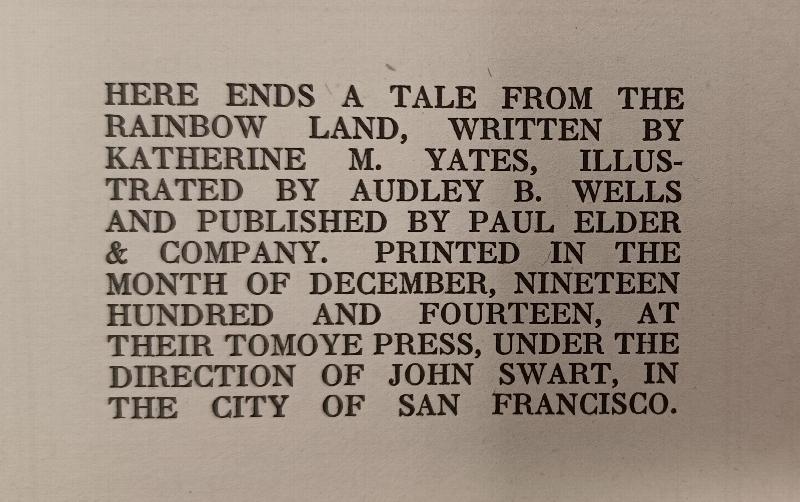 HERE ENDS A TALE FROM THE
RAINBOW LAND, WRITTEN BY
KATHERINE M. YATES, ILLUS-
TRATED BY AUDLEY B. WELLS
AND PUBLISHED BY PAUL ELDER
& COMPANY. PRINTED IN THE
MONTH OF DECEMBER, NINETEEN
HUNDRED AND FOURTEEN, AT
THEIR TOMOYE PRESS, UNDER THE
DIRECTION OF JOHN SWART, IN
THE CITY OF SAN FRANCISCO.